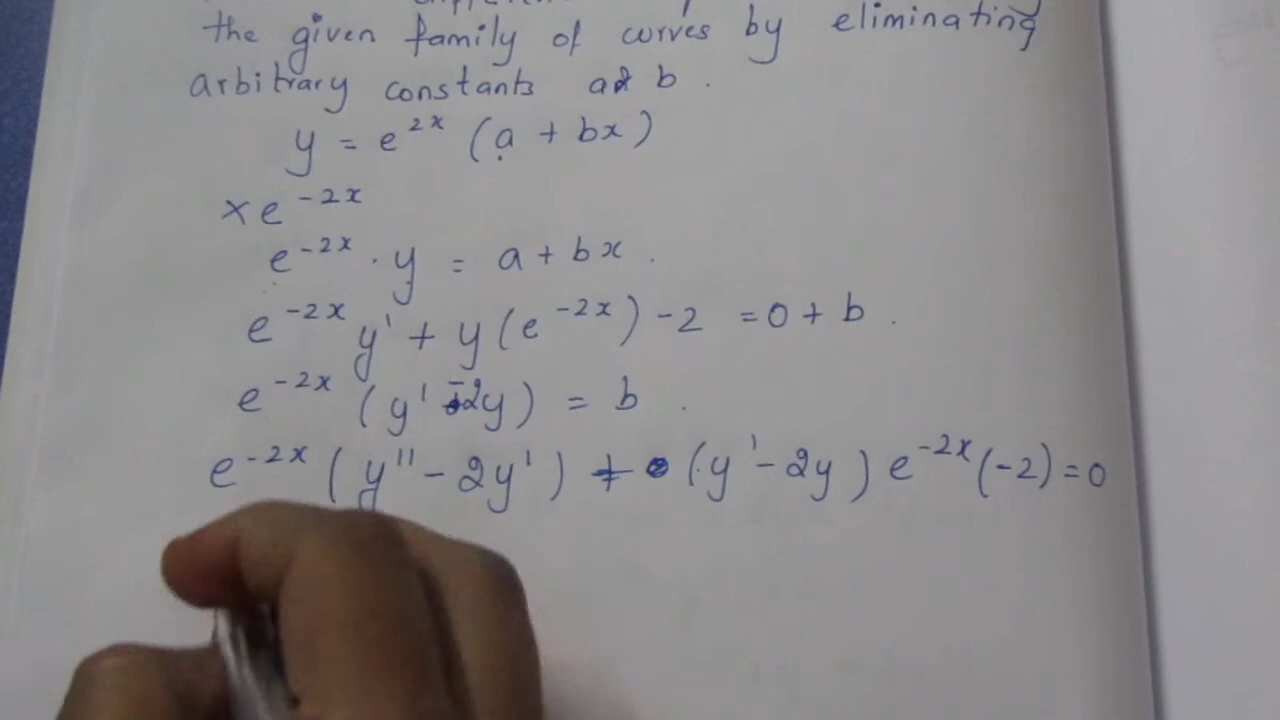 the given family of curves by eliminating
arbitrary constants a & b .
y = e^{2x} (a + bx)
× e^{-2x}
e^{-2x} . y = a + bx .
e^{-2x} y' + y (e^{-2x}) -2 = 0 + b .
e^{-2x} (y' -2y) = b .
e^{-2x} (y'' - 2y') + (y' - 2y) e^{-2x} (-2) = 0